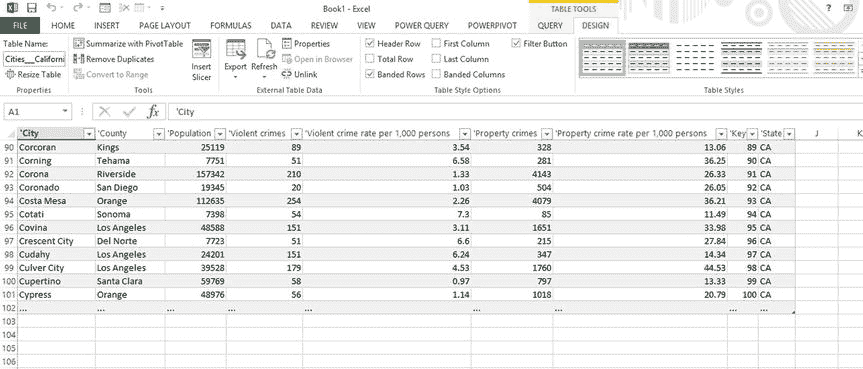 Book1 - Excel
TABLE TOOLS
FILE HOME INSERT PAGE LAYOUT FORMULAS DATA REVIEW VIEW POWER QUERY POWERPIVOT QUERY DESIGN
Table Name: Summarize with PivotTable Properties Header Row First Column Filter Button
Cities__Californi Remove Duplicates Insert Slicer Export Refresh Open in Browser Total Row Last Column
Resize Table Convert to Range Unlink Banded Rows Banded Columns
Properties Tools External Table Data Table Style Options Table Styles
A1 fx 'City
'City 'County 'Population 'Violent crimes 'Violent crime rate per 1,000 persons 'Property crimes 'Property crime rate per 1,000 persons 'Key 'State J K
90 Corcoran Kings 25119 89 3.54 328 13.06 89 CA
91 Corning Tehama 7751 51 6.58 281 36.25 90 CA
92 Corona Riverside 157342 210 1.33 4143 26.33 91 CA
93 Coronado San Diego 19345 20 1.03 504 26.05 92 CA
94 Costa Mesa Orange 112635 254 2.26 4079 36.21 93 CA
95 Cotati Sonoma 7398 54 7.3 85 11.49 94 CA
96 Covina Los Angeles 48588 151 3.11 1651 33.98 95 CA
97 Crescent City Del Norte 7723 51 6.6 215 27.84 96 CA
98 Cudahy Los Angeles 24201 151 6.24 347 14.34 97 CA
99 Culver City Los Angeles 39528 179 4.53 1760 44.53 98 CA
100 Cupertino Santa Clara 59769 58 0.97 797 13.33 99 CA
101 Cypress Orange 48976 56 1.14 1018 20.79 100 CA
102 ... ... ... ... ... ... ... ... ...
103
104
105
106